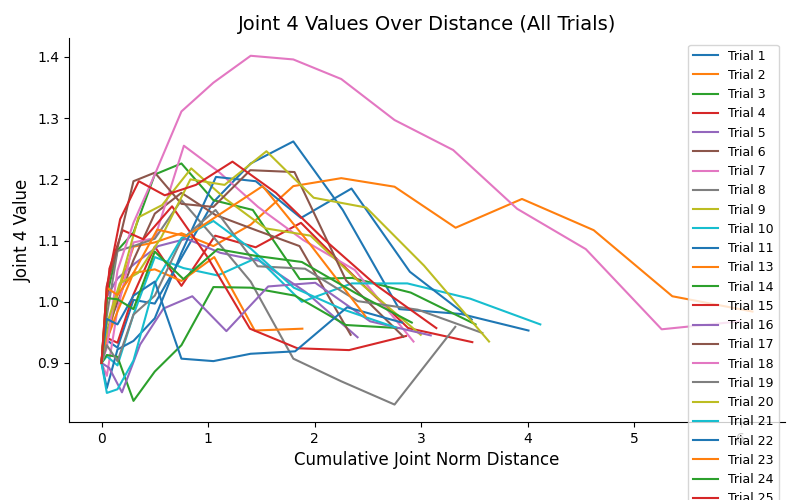 Joint 4 Values Over Distance (All Trials)
Joint 4 Value
1.4
1.3
1.2
1.1
1.0
0.9
0
1
2
3
4
5
Cumulative Joint Norm Distance
Trial 1
Trial 2
Trial 3
Trial 4
Trial 5
Trial 6
Trial 7
Trial 8
Trial 9
Trial 10
Trial 11
Trial 13
Trial 14
Trial 15
Trial 16
Trial 17
Trial 18
Trial 19
Trial 20
Trial 21
Trial 22
Trial 23
Trial 24
Trial 25